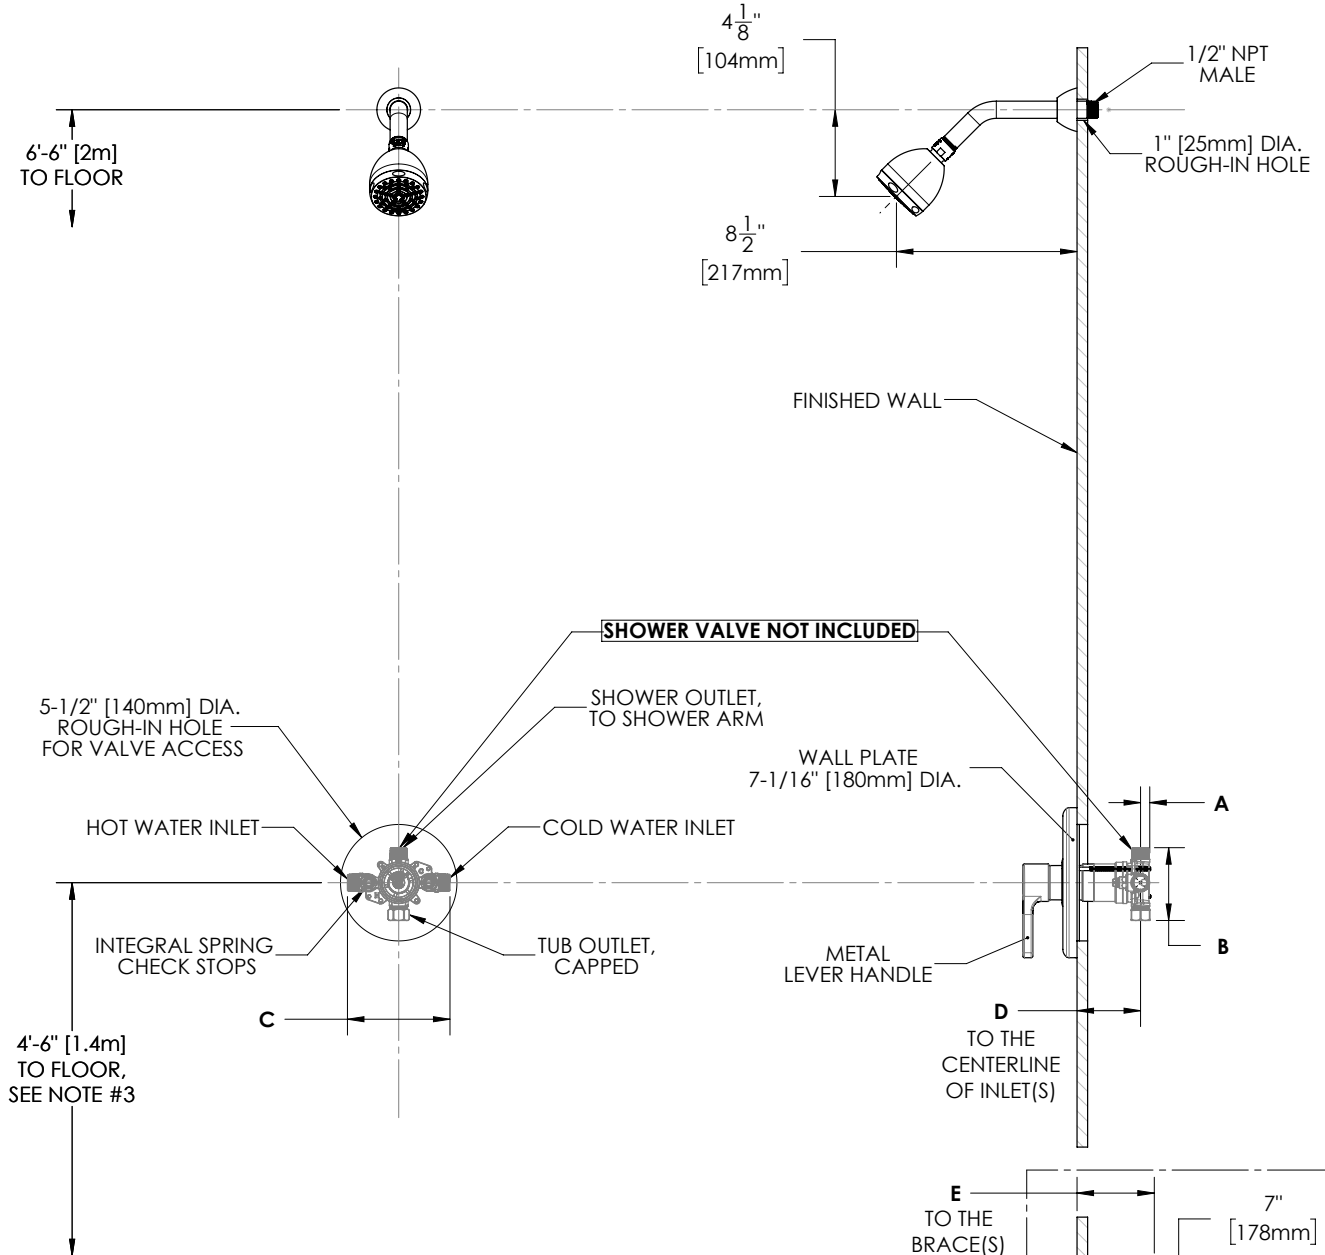 4 1/8"
[104mm]
1/2" NPT
MALE
6'-6" [2m]
TO FLOOR
1" [25mm] DIA.
ROUGH-IN HOLE
8 1/2"
[217mm]
FINISHED WALL
SHOWER VALVE NOT INCLUDED
5-1/2" [140mm] DIA.
ROUGH-IN HOLE
FOR VALVE ACCESS
SHOWER OUTLET,
TO SHOWER ARM
WALL PLATE
7-1/16" [180mm] DIA.
A
HOT WATER INLET
COLD WATER INLET
INTEGRAL SPRING
CHECK STOPS
TUB OUTLET,
CAPPED
METAL
LEVER HANDLE
B
C
D
TO THE
CENTERLINE
OF INLET(S)
4'-6" [1.4m]
TO FLOOR,
SEE NOTE #3
E
TO THE
BRACE(S)
7"
[178mm]